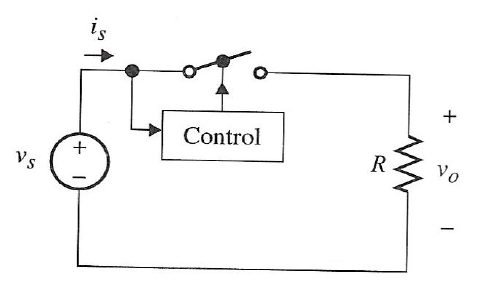 i_s
Control
v_s
+
−
R
+
v_o
−